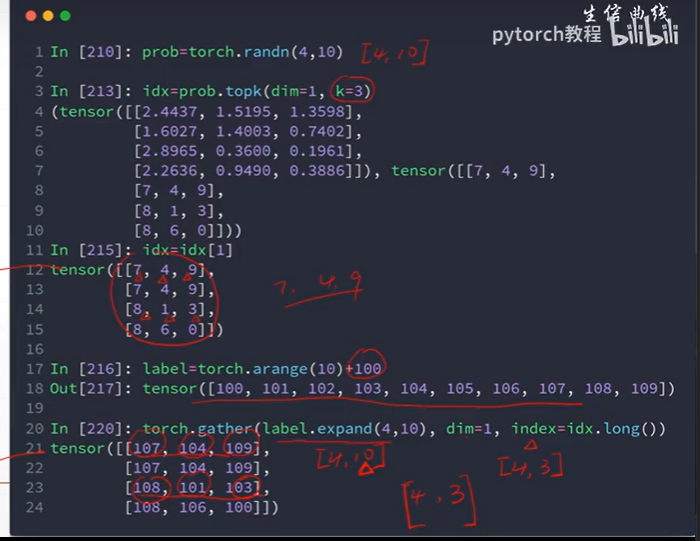 生信曲线
pytorch教程 bilibili
1 In [210]: prob=torch.randn(4,10) [4,10]
2
3 In [213]: idx=prob.topk(dim=1, k=3)
4 (tensor([[2.4437, 1.5195, 1.3598],
5 [1.6027, 1.4003, 0.7402],
6 [2.8965, 0.3600, 0.1961],
7 [2.2636, 0.9490, 0.3886]]), tensor([[7, 4, 9],
8 [7, 4, 9],
9 [8, 1, 3],
10 [8, 6, 0]]))
11 In [215]: idx=idx[1]
12 tensor([[7, 4, 9],
13 [7, 4, 9], 7, 4, 9
14 [8, 1, 3],
15 [8, 6, 0]])
16
17 In [216]: label=torch.arange(10)+100
18 Out[217]: tensor([100, 101, 102, 103, 104, 105, 106, 107, 108, 109])
19
20 In [220]: torch.gather(label.expand(4,10), dim=1, index=idx.long())
21 tensor([[107, 104, 109],
22 [107, 104, 109], [4,10] [4,3]
23 [108, 101, 103],
24 [108, 106, 100]]) [4,3]